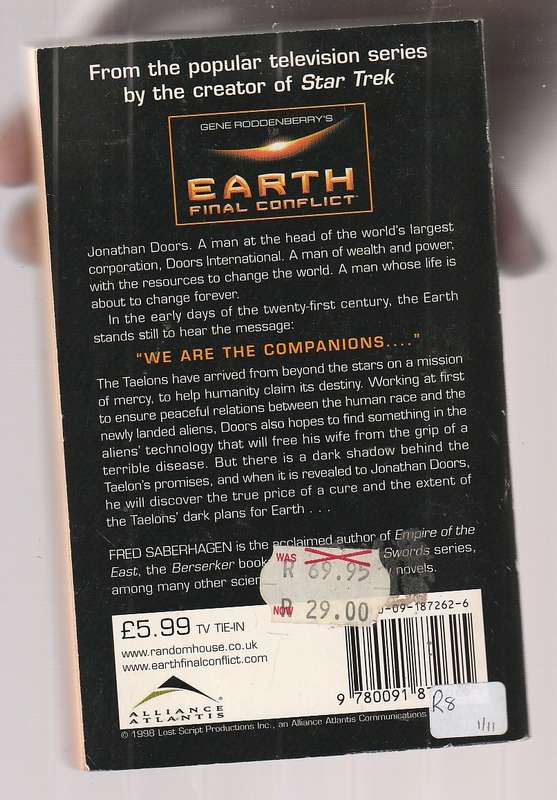 From the popular television series
by the creator of Star Trek
GENE RODDENBERRY'S
EARTH
FINAL CONFLICT
Jonathan Doors. A man at the head of the world's largest
corporation, Doors International. A man of wealth and power,
with the resources to change the world. A man whose life is
about to change forever.
In the early days of the twenty-first century, the Earth
stands still to hear the message:
"WE ARE THE COMPANIONS...."
The Taelons have arrived from beyond the stars on a mission
of mercy, to help humanity claim its destiny. Working at first
to ensure peaceful relations between the human race and the
newly landed aliens, Doors also hopes to find something in the
aliens' technology that will free his wife from the grip of a
terrible disease. But there is a dark shadow behind the
Taelon's promises, and when it is revealed to Jonathan Doors,
he will discover the true price of a cure and the extent of
the Taelons' dark plans for Earth . . .
FRED SABERHAGEN is the acclaimed author of Empire of the
East, the Berserker book Swords series,
among many other scien novels.
WAS
R 69.95
NOW
R 29.00
-09-187262-6
£5.99 TV TIE-IN
www.randomhouse.co.uk
www.earthfinalconflict.com
9 780091 8
R8
1/11
ALLIANCE
ATLANTIS
© 1998 Lost Script Productions Inc., an Alliance Atlantis Communications